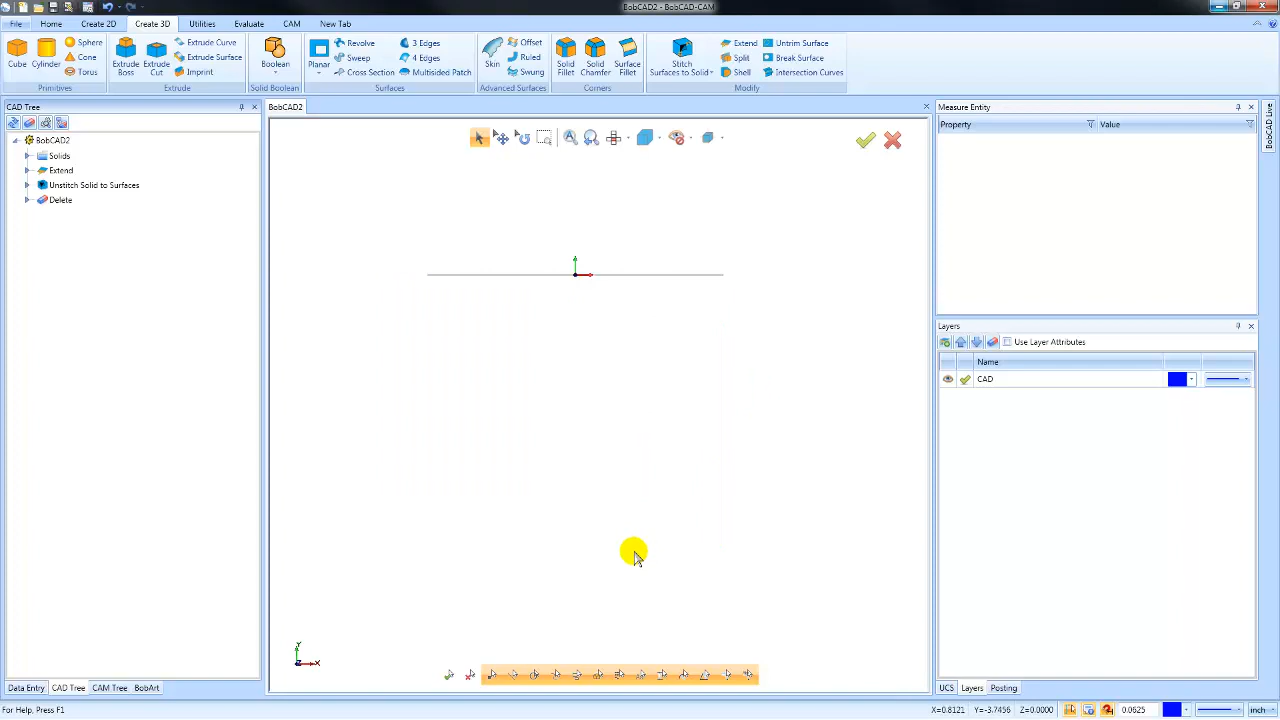 BobCAD2 - BobCAD-CAM
File Home Create 2D Create 3D Utilities Evaluate CAM New Tab
Cube Cylinder Sphere Cone Torus
Primitives
Extrude Boss Extrude Cut Extrude Curve Extrude Surface Imprint
Extrude
Boolean
Solid Boolean
Planar Revolve Sweep Cross Section 3 Edges 4 Edges Multisided Patch
Surfaces
Skin Offset Ruled Swung
Advanced Surfaces
Solid Fillet Solid Chamfer Surface Fillet
Corners
Stitch Surfaces to Solid Extend Split Shell Untrim Surface Break Surface Intersection Curves
Modify
CAD Tree
BobCAD2
Solids
Extend
Unstitch Solid to Surfaces
Delete
BobCAD2
Y
Z
X
Measure Entity
Property Value
BobCAD Live
Layers
Use Layer Attributes
Name
CAD
Data Entry CAD Tree CAM Tree BobArt
UCS Layers Posting
For Help, Press F1
X=0.8121 Y=-3.7456 Z=0.0000 0.0625 inch